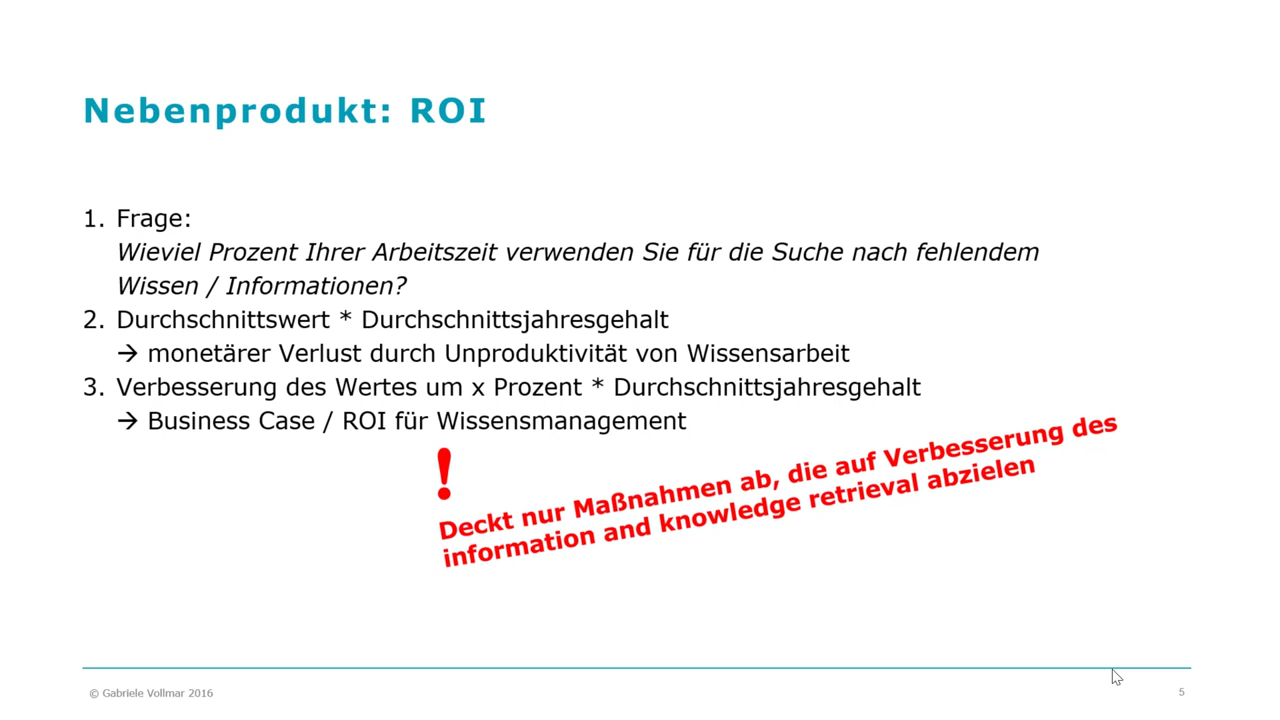 Nebenprodukt: ROI
1. Frage:
Wieviel Prozent Ihrer Arbeitszeit verwenden Sie für die Suche nach fehlendem
Wissen / Informationen?
2. Durchschnittswert * Durchschnittsjahresgehalt
→ monetärer Verlust durch Unproduktivität von Wissensarbeit
3. Verbesserung des Wertes um x Prozent * Durchschnittsjahresgehalt
→ Business Case / ROI für Wissensmanagement
!
Deckt nur Maßnahmen ab, die auf Verbesserung des
information and knowledge retrieval abzielen
© Gabriele Vollmar 2016
5